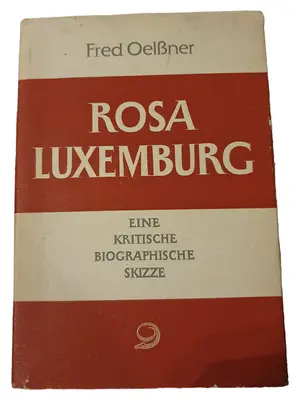 Fred Oelßner
ROSA
LUXEMBURG
EINE
KRITISCHE
BIOGRAPHISCHE
SKIZZE